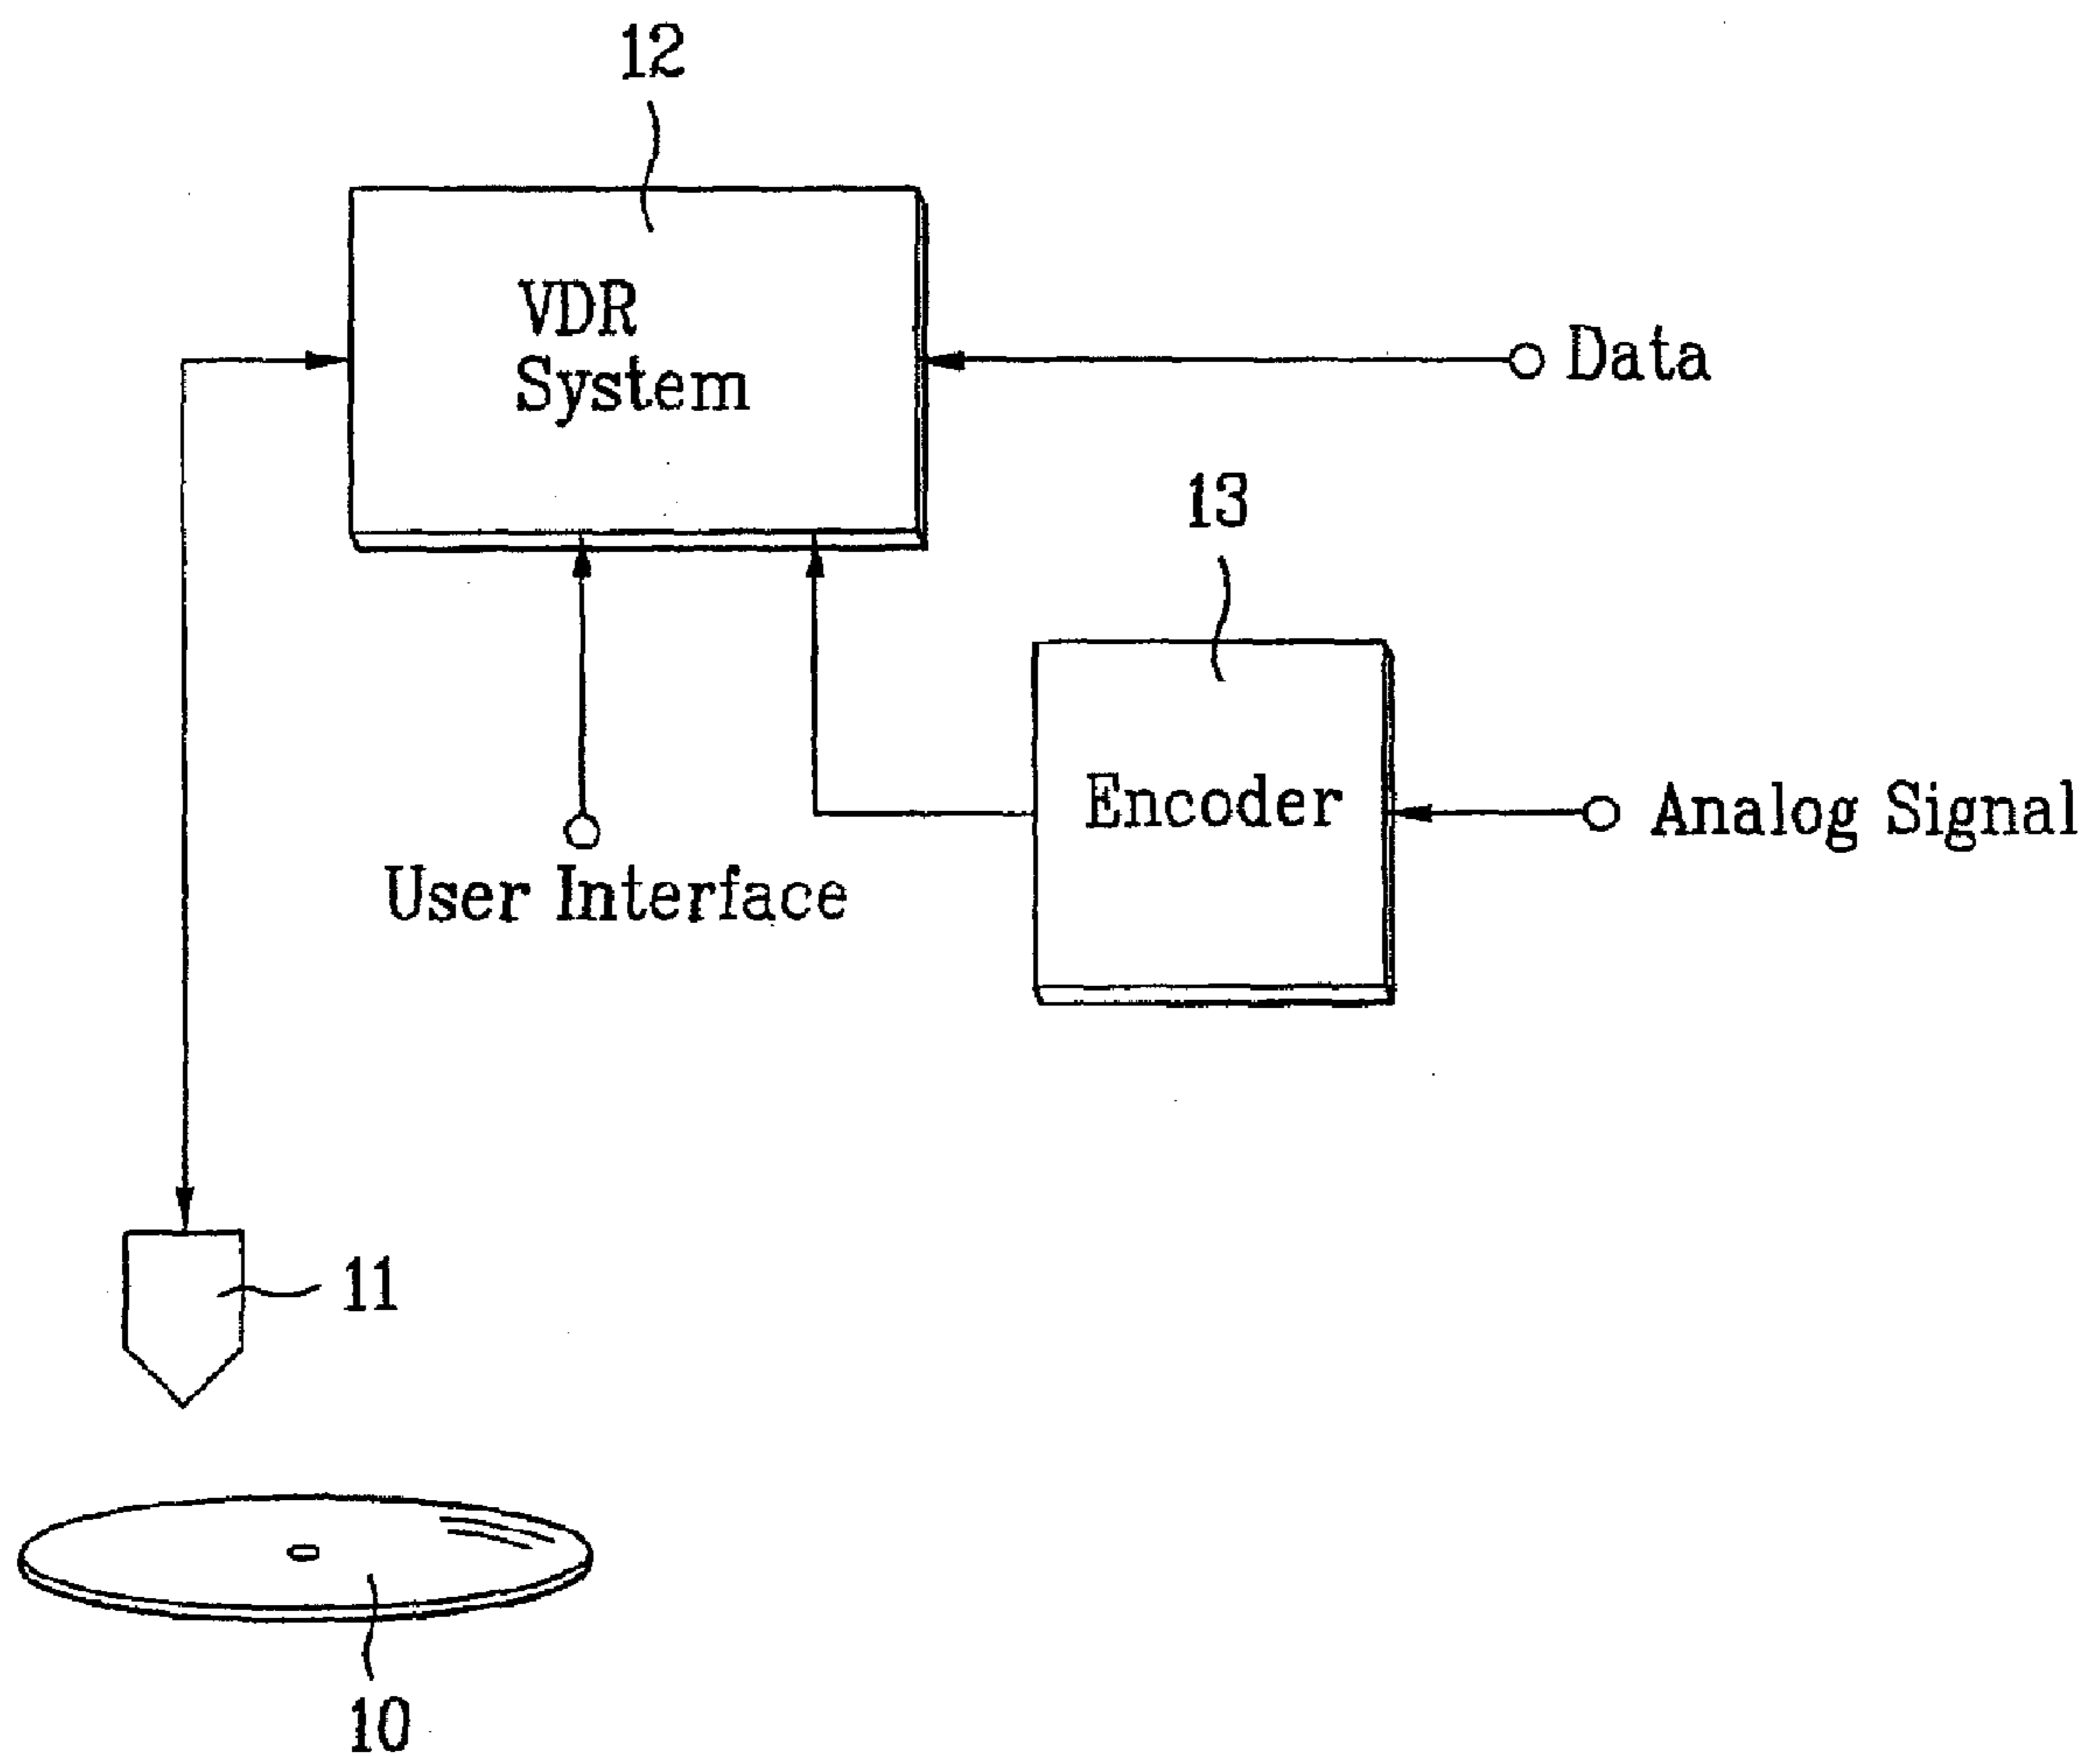 12
VDR
System
Data
13
Encoder
Analog Signal
User Interface
11
10